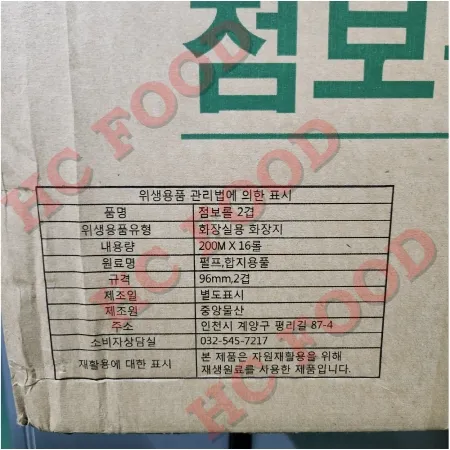 점보
HC FOOD
HC FOOD
HC FOOD
HC FOOD
위생용품 관리법에 의한 표시
품명 점보롤 2겹
위생용품유형 화장실용 화장지
내용량 200M X 16롤
원료명 펄프,합지용풀
규격 96mm,2겹
제조일 별도표시
제조원 중앙물산
주소 인천시 계양구 평리길 87-4
소비자상담실 032-545-7217
재활용에 대한 표시 본 제품은 자원재활용을 위해
재생원료를 사용한 제품입니다.